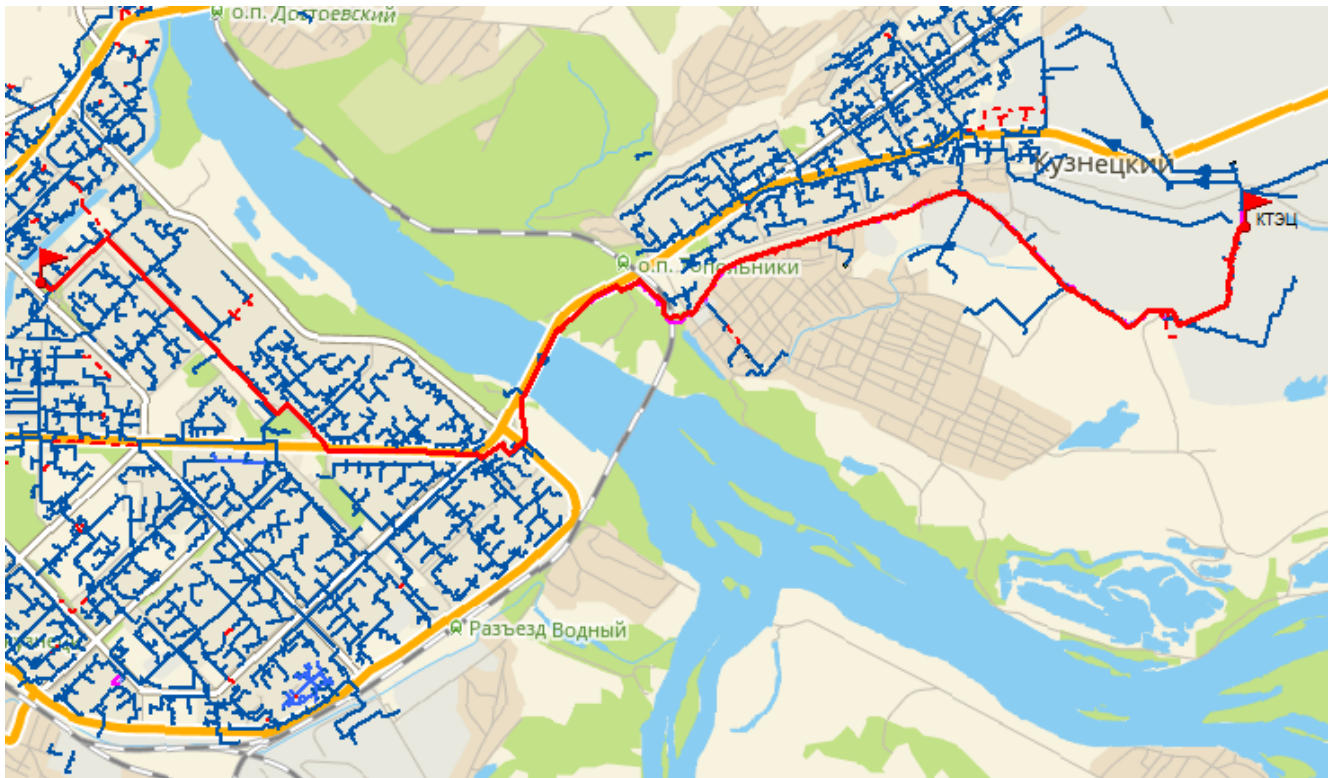 о.п. Достоевский
Кузнецкий
КТЭЦ
о.п. Топольники
Разъезд Водный